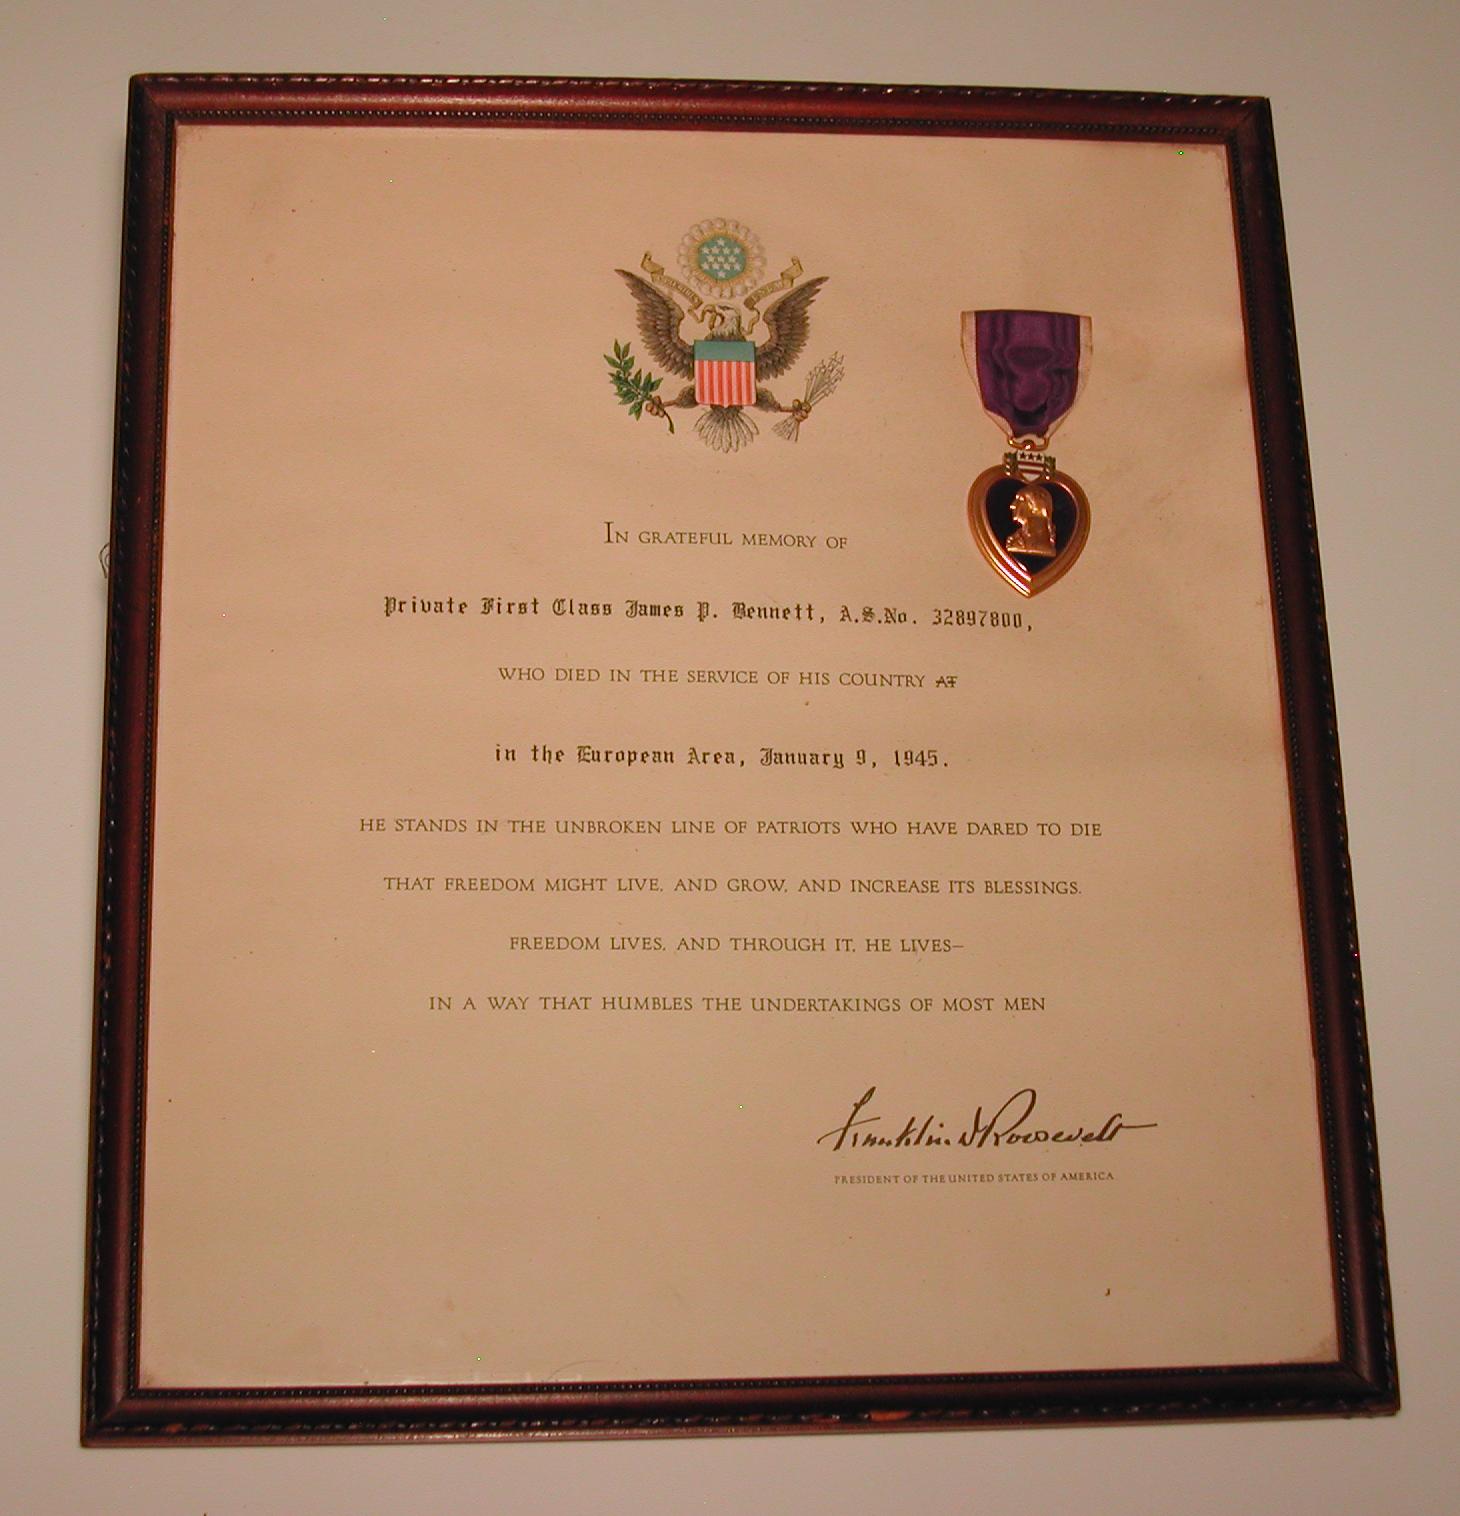 IN GRATEFUL MEMORY OF
Private First Class James P. Bennett, A.S.No. 32897800,
WHO DIED IN THE SERVICE OF HIS COUNTRY AT
in the European Area, January 9, 1945.
HE STANDS IN THE UNBROKEN LINE OF PATRIOTS WHO HAVE DARED TO DIE
THAT FREEDOM MIGHT LIVE, AND GROW, AND INCREASE ITS BLESSINGS.
FREEDOM LIVES, AND THROUGH IT, HE LIVES—
IN A WAY THAT HUMBLES THE UNDERTAKINGS OF MOST MEN
Franklin D Roosevelt
PRESIDENT OF THE UNITED STATES OF AMERICA